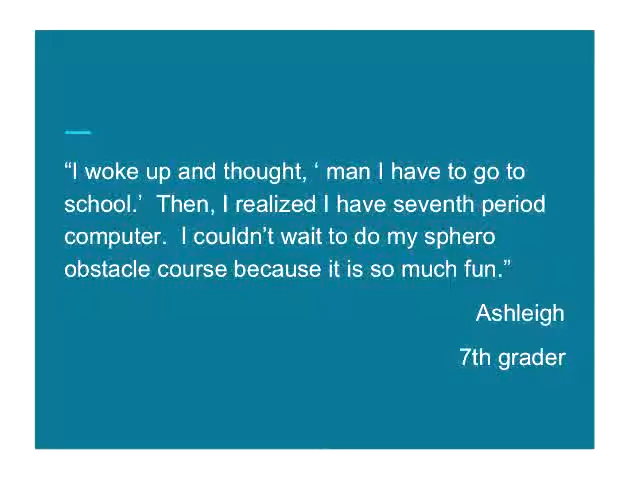 “I woke up and thought, ‘ man I have to go to
school.’  Then, I realized I have seventh period
computer.  I couldn’t wait to do my sphero
obstacle course because it is so much fun.”
Ashleigh
7th grader